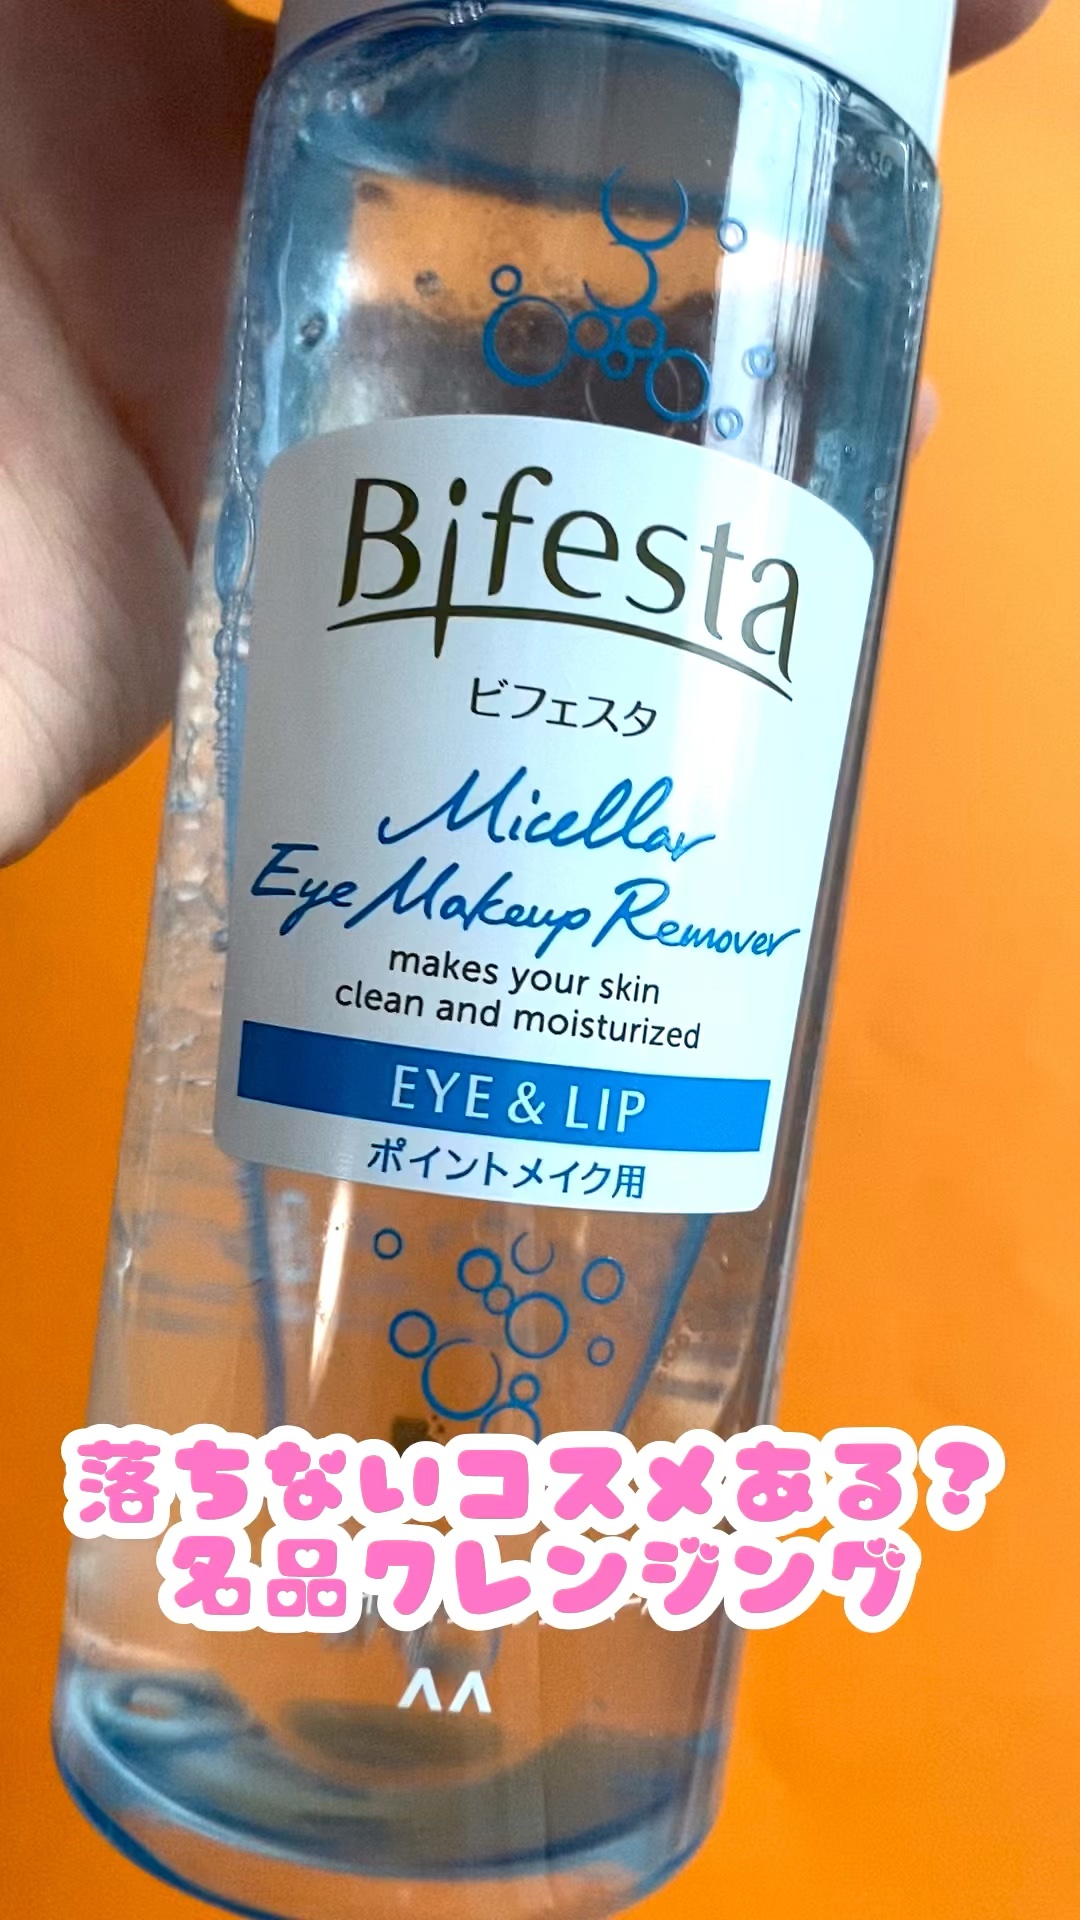 Bifesta
ビフェスタ
Micellar
Eye Makeup Remover
makes your skin
clean and moisturized
EYE & LIP
ポイントメイク用
落ちないコスメある？
名品クレンジング